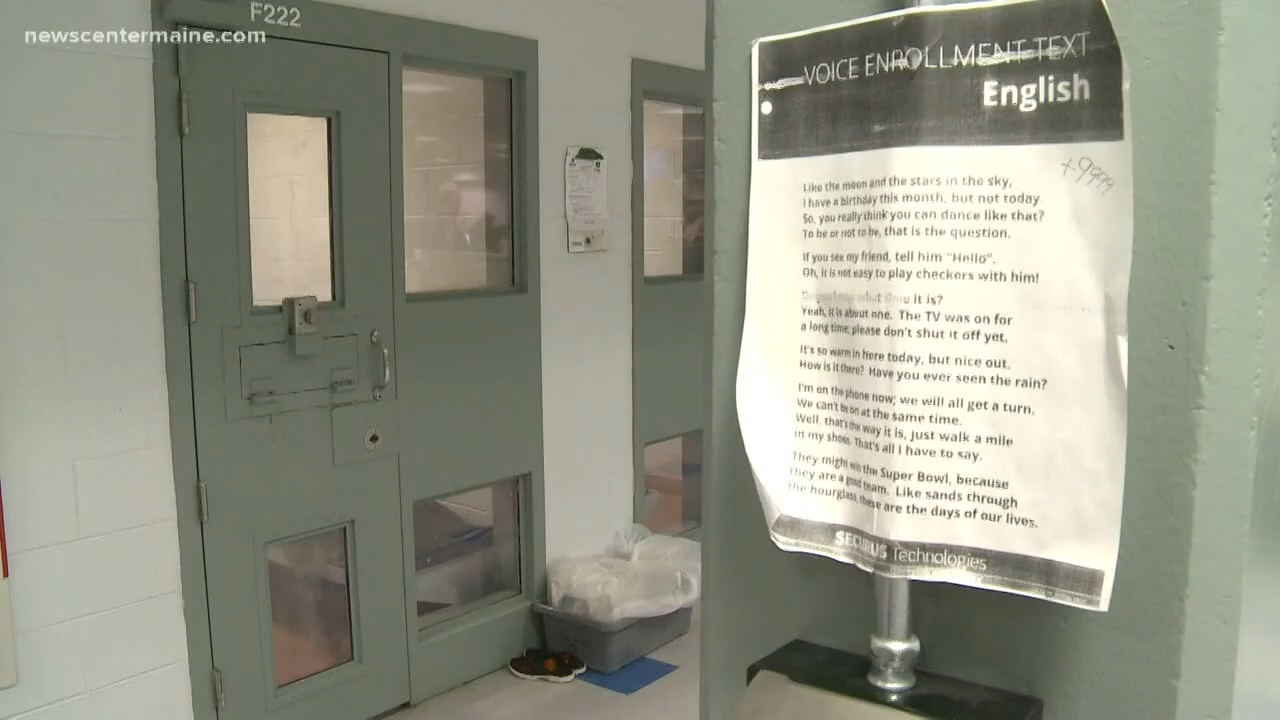 newscentermaine.com
F222
VOICE ENROLLMENT TEXT
English
+9999
Like the moon and the stars in the sky,
I have a birthday this month, but not today.
So, you really think you can dance like that?
To be or not to be, that is the question.
If you see my friend, tell him "Hello".
Oh, it is not easy to play checkers with him!
what time it is?
Yeah, it is about one. The TV was on for
a long time, please don't shut it off yet.
It's so warm in here today, but nice out.
How is it there? Have you ever seen the rain?
I'm on the phone now, we will all get a turn,
We can't be on at the same time.
Well, that's the way it is, just walk a mile
in my shoes. That's all I have to say.
They might win the Super Bowl, because
they are a good team. Like sands through
the hourglass, these are the days of our lives.
SECURUS Technologies